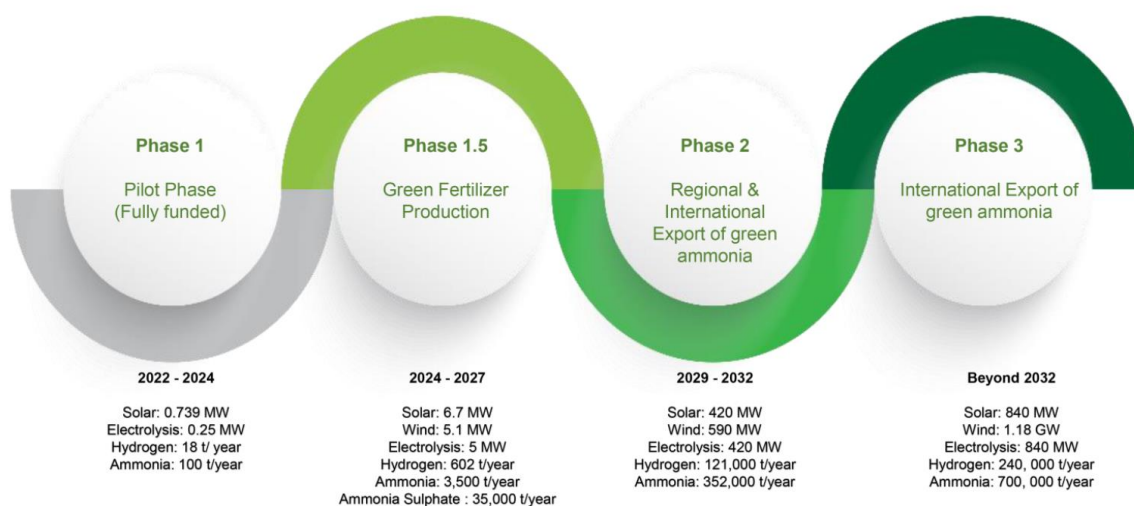 Phase 1
Pilot Phase
(Fully funded)
2022 - 2024
Solar: 0.739 MW
Electrolysis: 0.25 MW
Hydrogen: 18 t/ year
Ammonia: 100 t/year
Phase 1.5
Green Fertilizer
Production
2024 - 2027
Solar: 6.7 MW
Wind: 5.1 MW
Electrolysis: 5 MW
Hydrogen: 602 t/year
Ammonia: 3,500 t/year
Ammonia Sulphate : 35,000 t/year
Phase 2
Regional &
International
Export of green
ammonia
2029 - 2032
Solar: 420 MW
Wind: 590 MW
Electrolysis: 420 MW
Hydrogen: 121,000 t/year
Ammonia: 352,000 t/year
Phase 3
International Export of
green ammonia
Beyond 2032
Solar: 840 MW
Wind: 1.18 GW
Electrolysis: 840 MW
Hydrogen: 240, 000 t/year
Ammonia: 700, 000 t/year